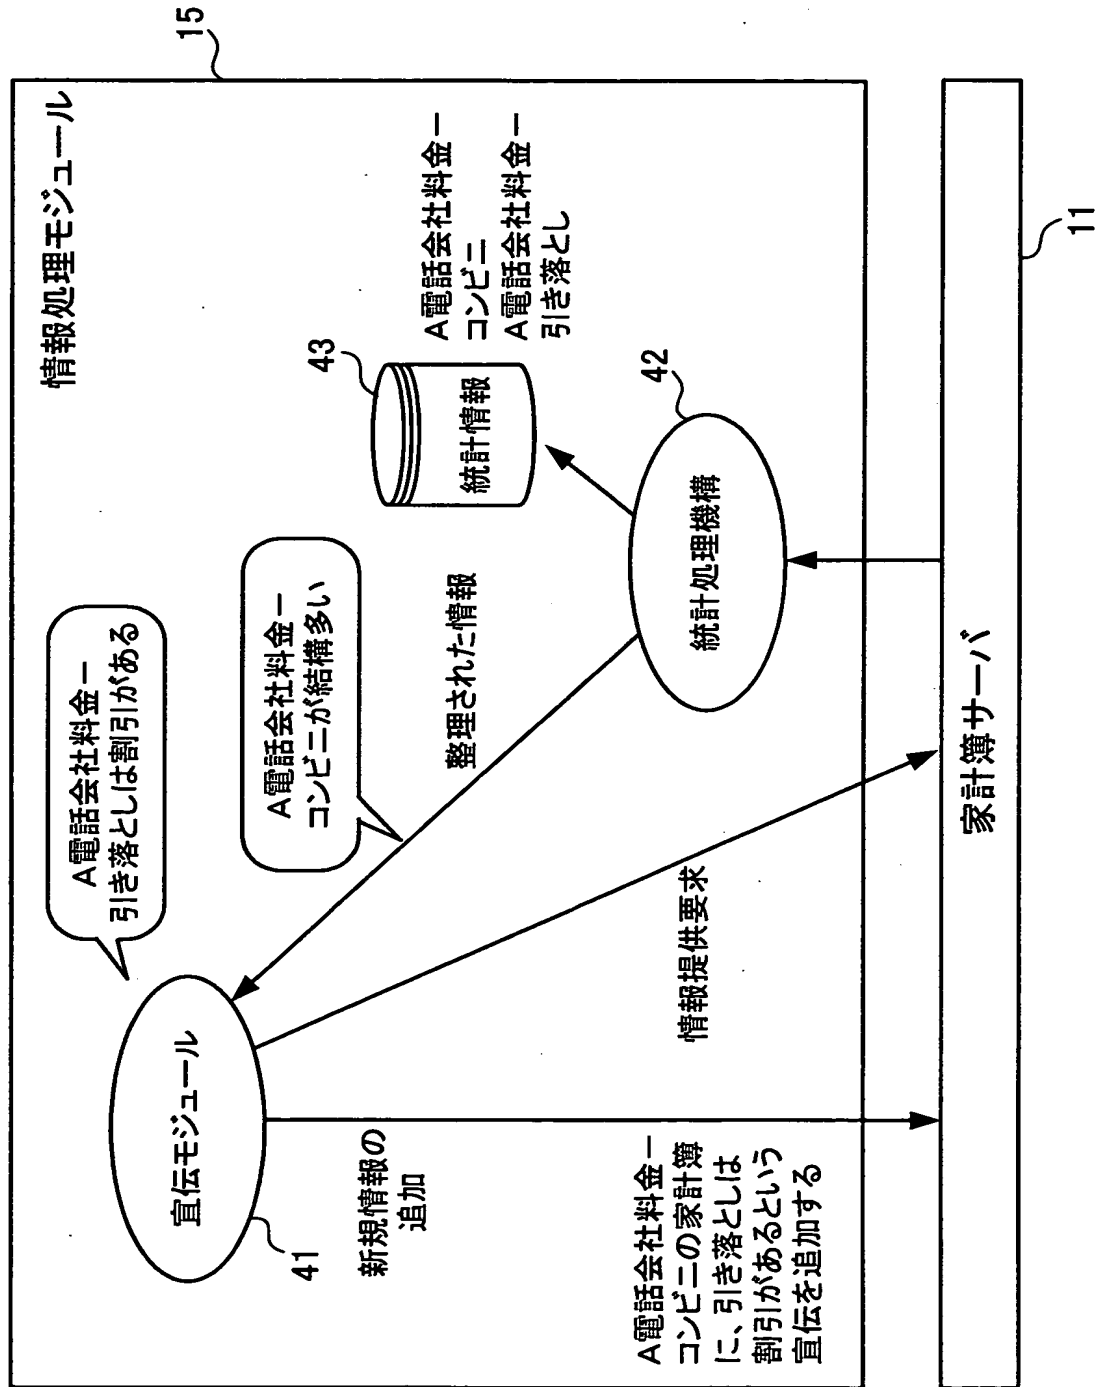 情報処理モジュール
15
A電話会社料金ー
引き落としは割引がある
宣伝モジュール
41
A電話会社料金ー
コンビニが結構多い
整理された情報
43
統計情報
A電話会社料金ー
コンビニ
A電話会社料金ー
引き落とし
42
統計処理機構
新規情報の
追加
情報提供要求
A電話会社料金ー
コンビニの家計簿
に、引き落としは
割引があるという
宣伝を追加する
家計簿サーバ
11